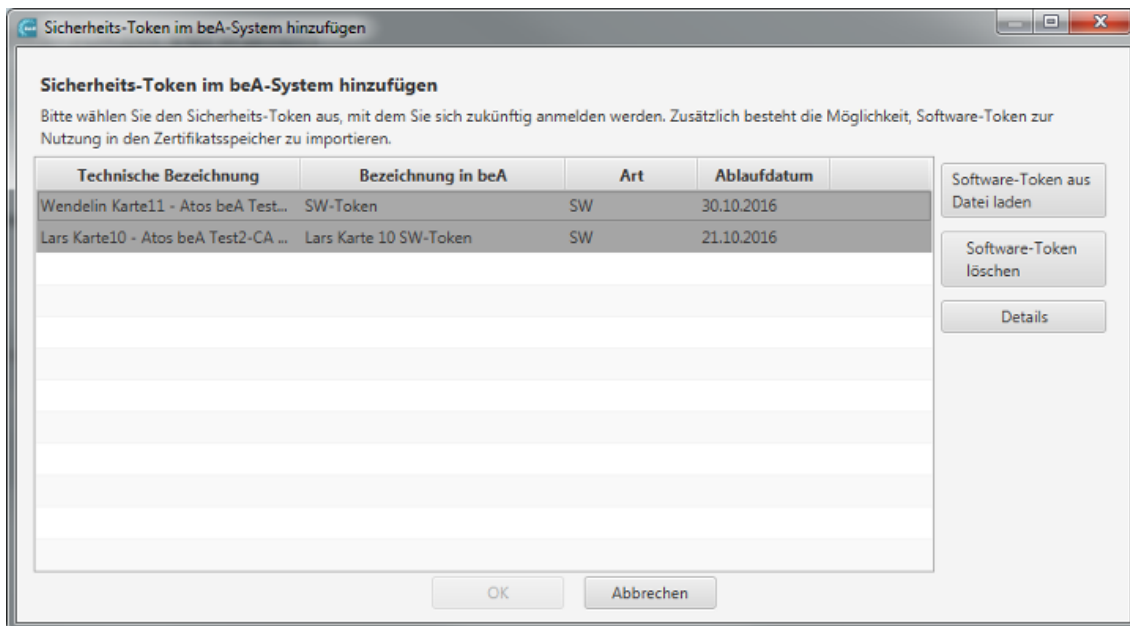 Sicherheits-Token im beA-System hinzufügen
Sicherheits-Token im beA-System hinzufügen
Bitte wählen Sie den Sicherheits-Token aus, mit dem Sie sich zukünftig anmelden werden. Zusätzlich besteht die Möglichkeit, Software-Token zur
Nutzung in den Zertifikatsspeicher zu importieren.
Technische Bezeichnung Bezeichnung in beA Art Ablaufdatum
Wendelin Karte11 - Atos beA Test... SW-Token SW 30.10.2016
Lars Karte10 - Atos beA Test2-CA ... Lars Karte 10 SW-Token SW 21.10.2016
Software-Token aus
Datei laden
Software-Token
löschen
Details
OK Abbrechen